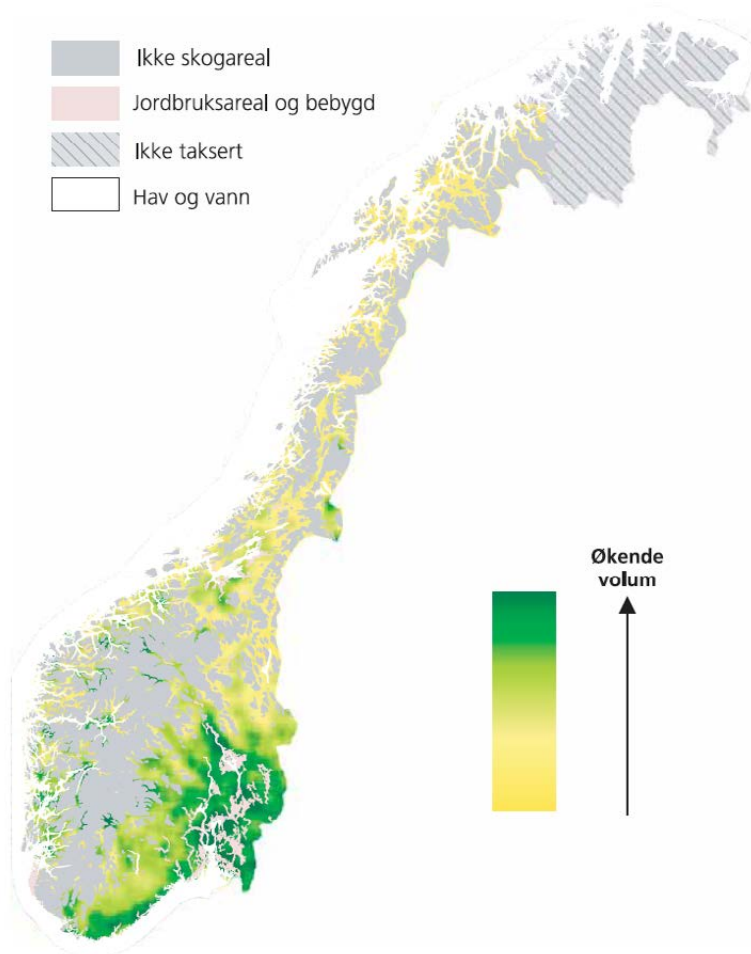 Ikke skogareal
Jordbruksareal og bebygd
Ikke taksert
Hav og vann
Økende
volum